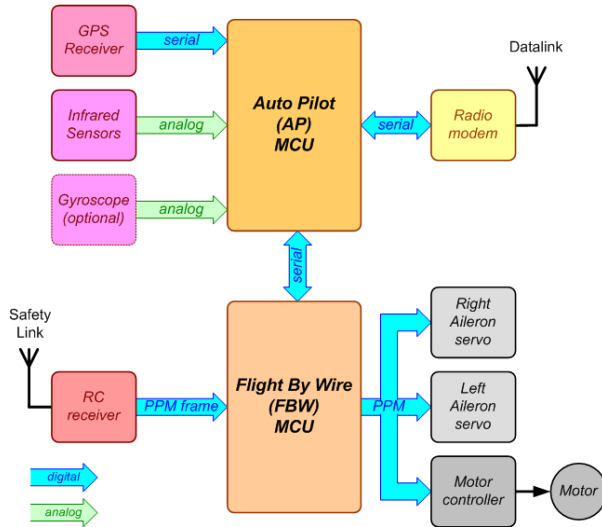 GPS
Receiver
serial
Infrared
Sensors
analog
Gyroscope
(optional)
analog
Auto Pilot
(AP)
MCU
serial
Radio
modem
Datalink
serial
Safety
Link
RC
receiver
PPM frame
Flight By Wire
(FBW)
MCU
PPM
Right
Aileron
servo
Left
Aileron
servo
Motor
controller
Motor
digital
analog